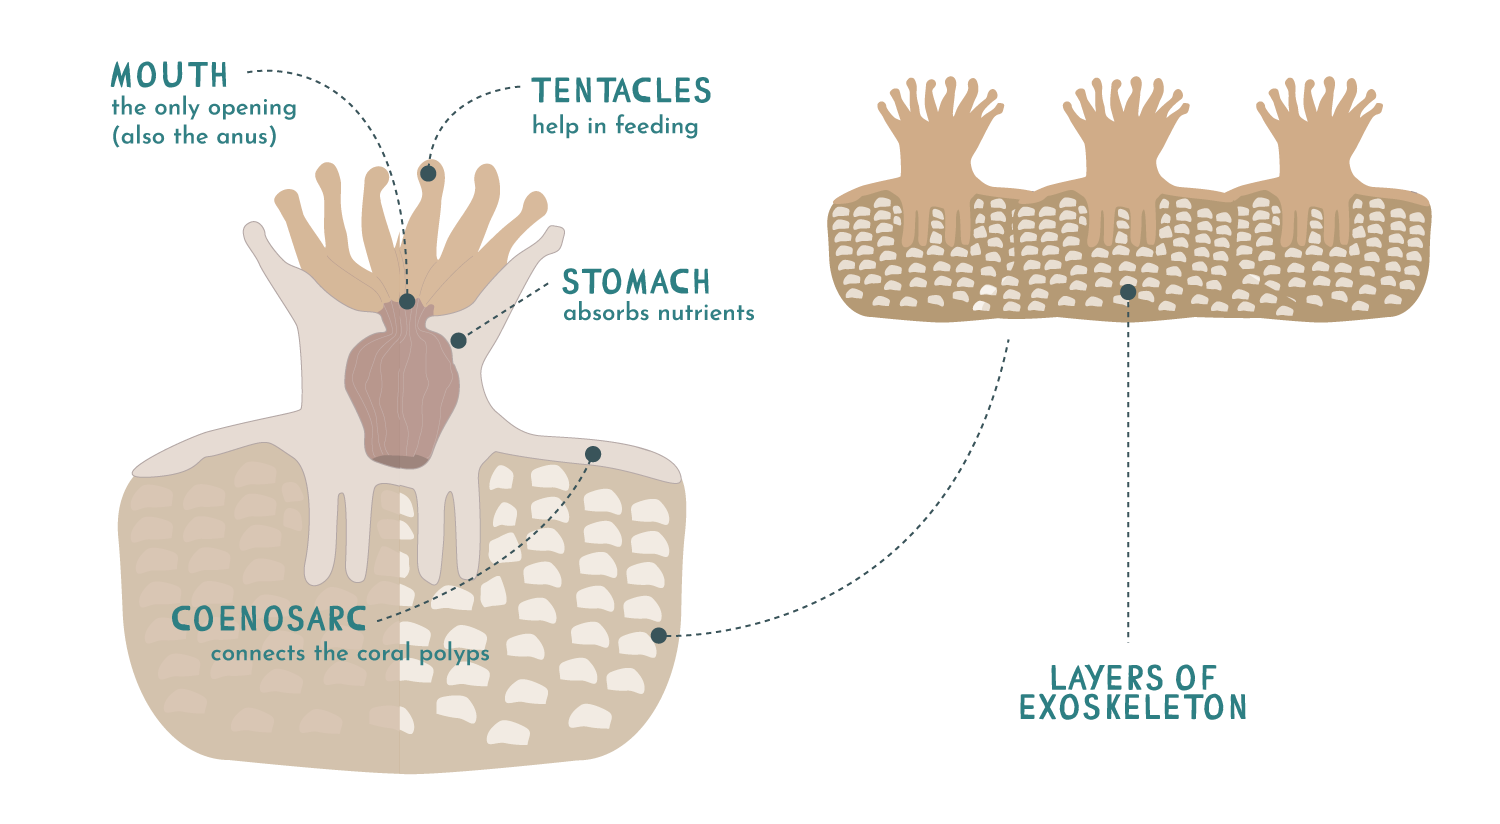 MOUTH
the only opening
(also the anus)
TENTACLES
help in feeding
STOMACH
absorbs nutrients
COENOSARC
connects the coral polyps
LAYERS OF
EXOSKELETON